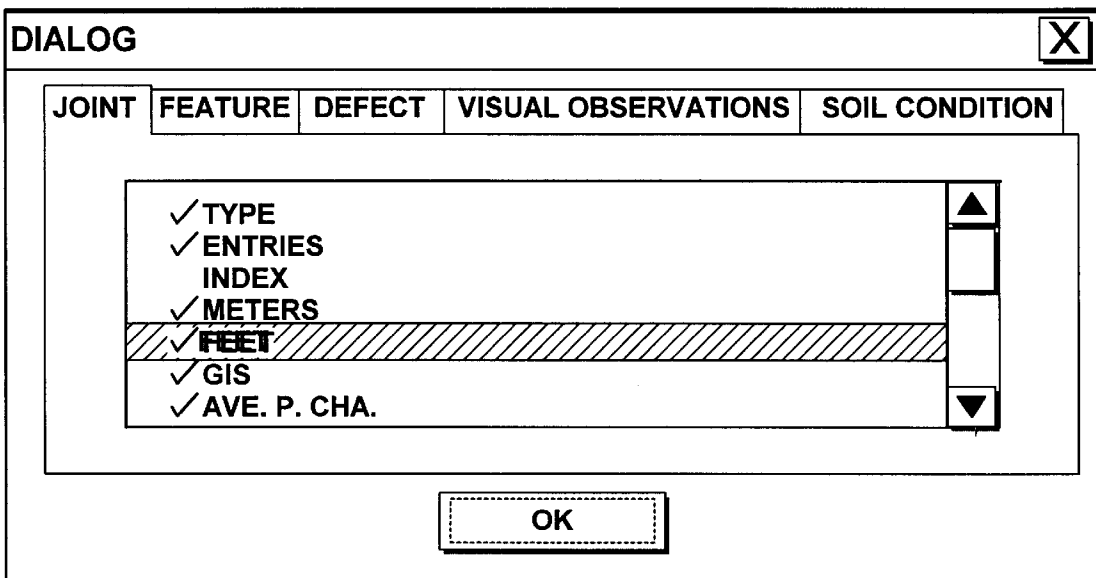 DIALOG X
JOINT FEATURE DEFECT VISUAL OBSERVATIONS SOIL CONDITION
✓ TYPE
✓ ENTRIES
INDEX
✓ METERS
✓ FEET
✓ GIS
✓ AVE. P. CHA.
OK